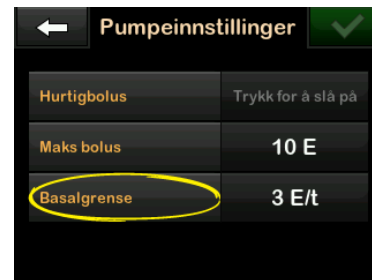 Pumpeinnstillinger
Hurtigbolus Trykk for å slå på
Maks bolus 10 E
Basalgrense 3 E/t